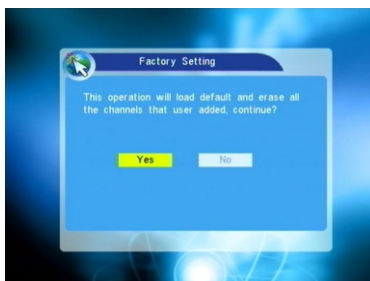 Factory Setting
This operation will load default and erase all
the channels that user added, continue?
Yes No